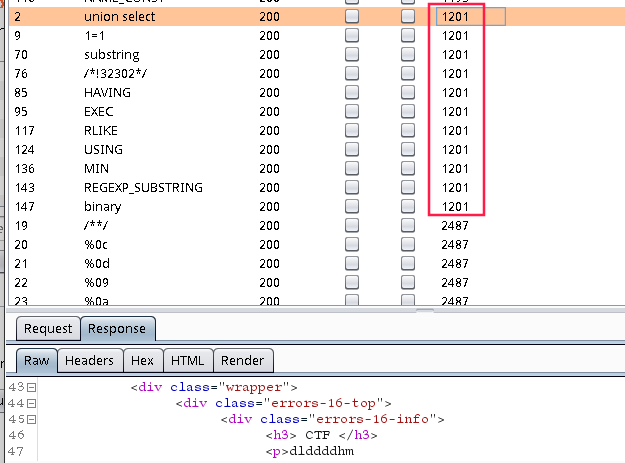 2 union select 200 1201
9 1=1 200 1201
70 substring 200 1201
76 /*!32302*/ 200 1201
85 HAVING 200 1201
95 EXEC 200 1201
117 RLIKE 200 1201
124 USING 200 1201
136 MIN 200 1201
143 REGEXP_SUBSTRING 200 1201
147 binary 200 1201
19 /**/ 200 2487
20 %0c 200 2487
21 %0d 200 2487
22 %09 200 2487
23 %0a 200 2487
Request Response
Raw Headers Hex HTML Render
43 <div class="wrapper">
44 <div class="errors-16-top">
45 <div class="errors-16-info">
46 <h3> CTF </h3>
47 <p>dlddddhm